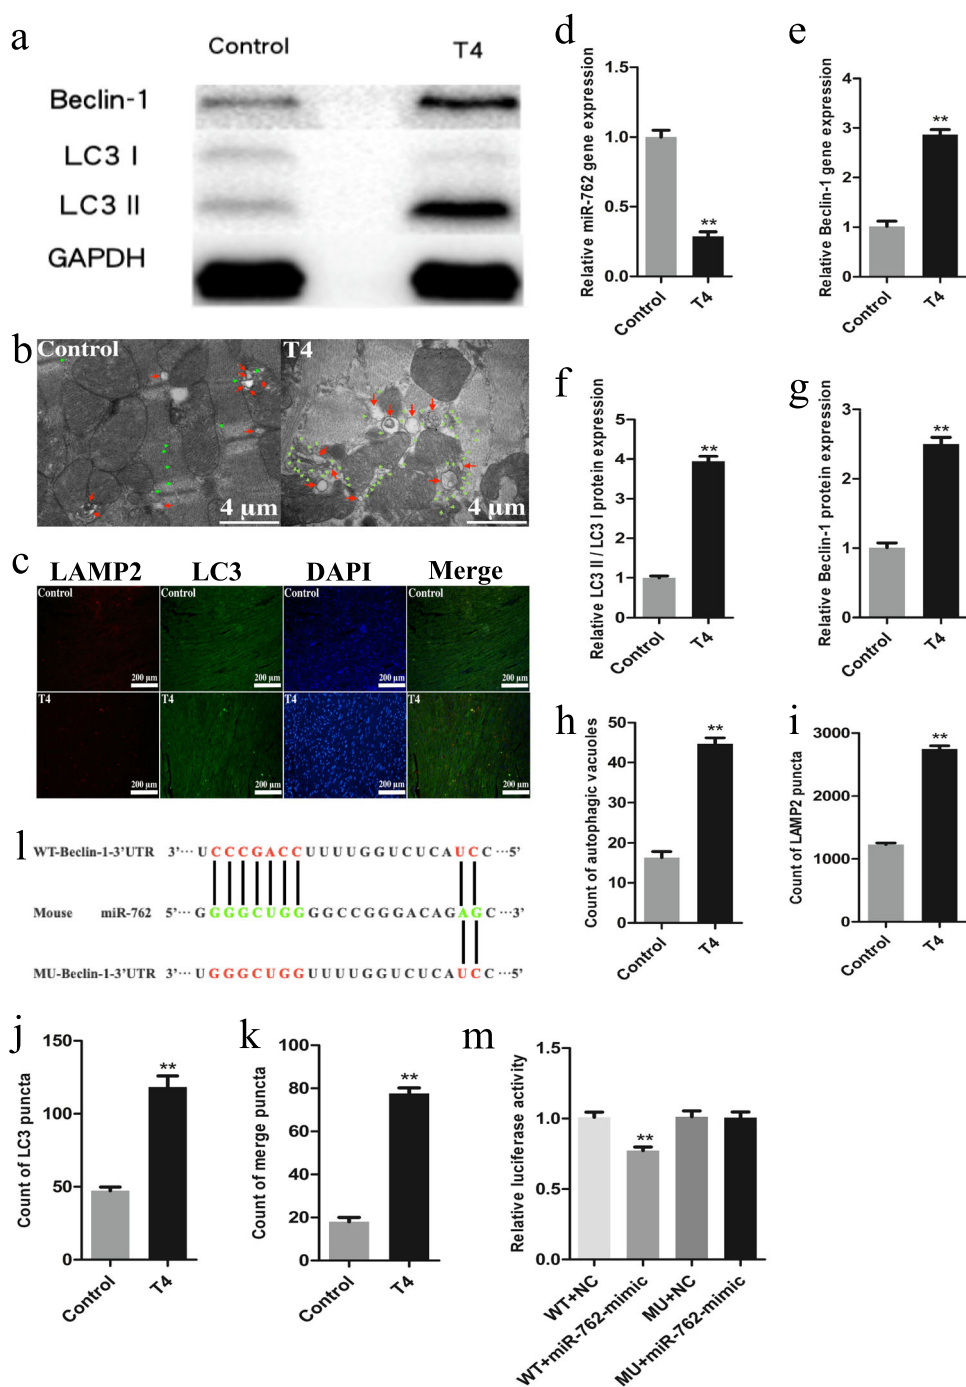 a
Control
T4
Beclin-1
LC3 I
LC3 II
GAPDH
b
Control
T4
4 μm
4 μm
c
LAMP2
LC3
DAPI
Merge
Control
Control
Control
Control
200 μm
200 μm
200 μm
200 μm
T4
T4
T4
T4
200 μm
200 μm
200 μm
200 μm
d
Relative miR-762 gene expression
1.5
1.0
0.5
0.0
**
Control
T4
e
Relative Beclin-1 gene expression
4
3
2
1
0
**
Control
T4
f
Relative LC3 II / LC3 I protein expression
5
4
3
2
1
0
**
Control
T4
g
Relative Beclin-1 protein expression
3
2
1
0
**
Control
T4
h
Count of autophagic vacuoles
50
40
30
20
10
0
**
Control
T4
i
Count of LAMP2 puncta
3000
2000
1000
0
**
Control
T4
l
WT-Beclin-1-3'UTR 3'··· U C C C G A C C U U U U G G U C U C A U C C ···5'
Mouse miR-762 5'··· G G G G C U G G G G C C G G G A C A G A G C ···3'
MU-Beclin-1-3'UTR 3'··· U G G G C U G G U U U U G G U C U C A U C C ···5'
j
Count of LC3 puncta
150
100
50
0
**
Control
T4
k
Count of merge puncta
100
80
60
40
20
0
**
Control
T4
m
Relative luciferase activity
1.5
1.0
0.5
0.0
**
WT+NC
WT+miR-762-mimic
MU+NC
MU+miR-762-mimic